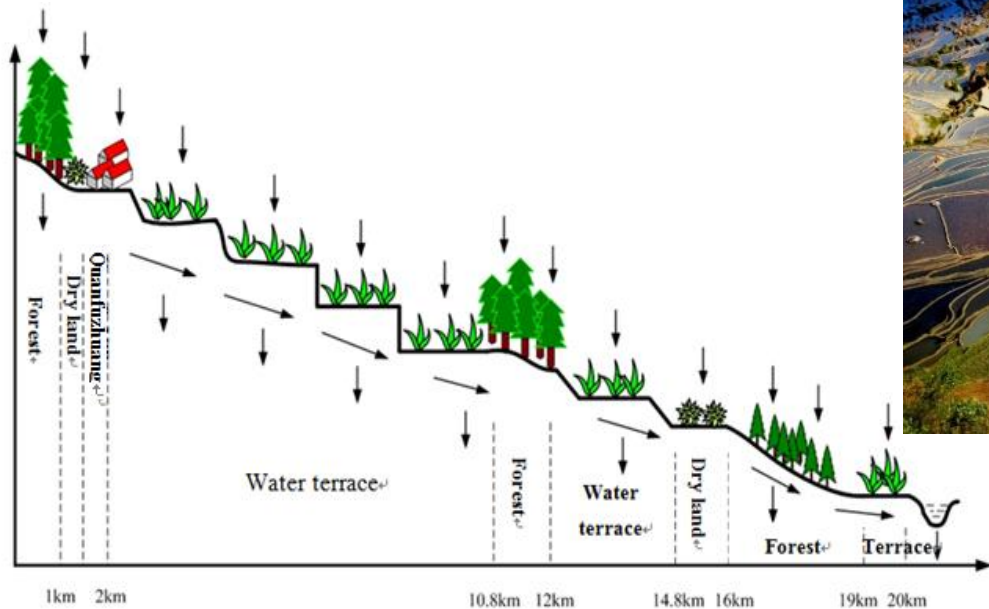 Forest
Dry land
Quanfuzhuang
Water terrace
Forest
Water
terrace
Dry land
Forest
Terrace
1km
2km
10.8km
12km
14.8km
16km
19km
20km